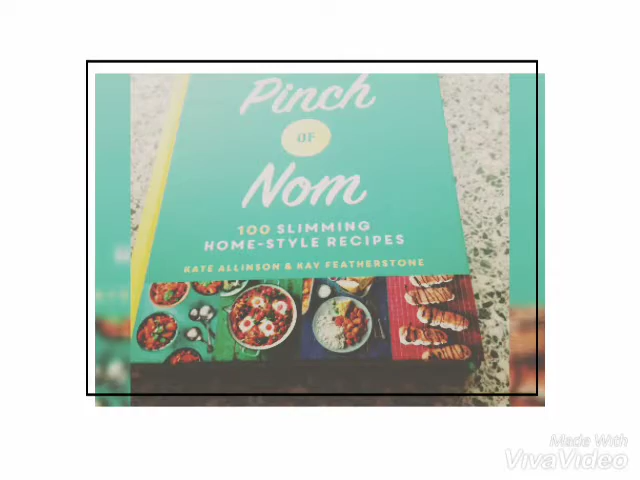 Pinch
OF
Nom
100 SLIMMING
HOME-STYLE RECIPES
KATE ALLINSON & KAY FEATHERSTONE
Made With
VivaVideo